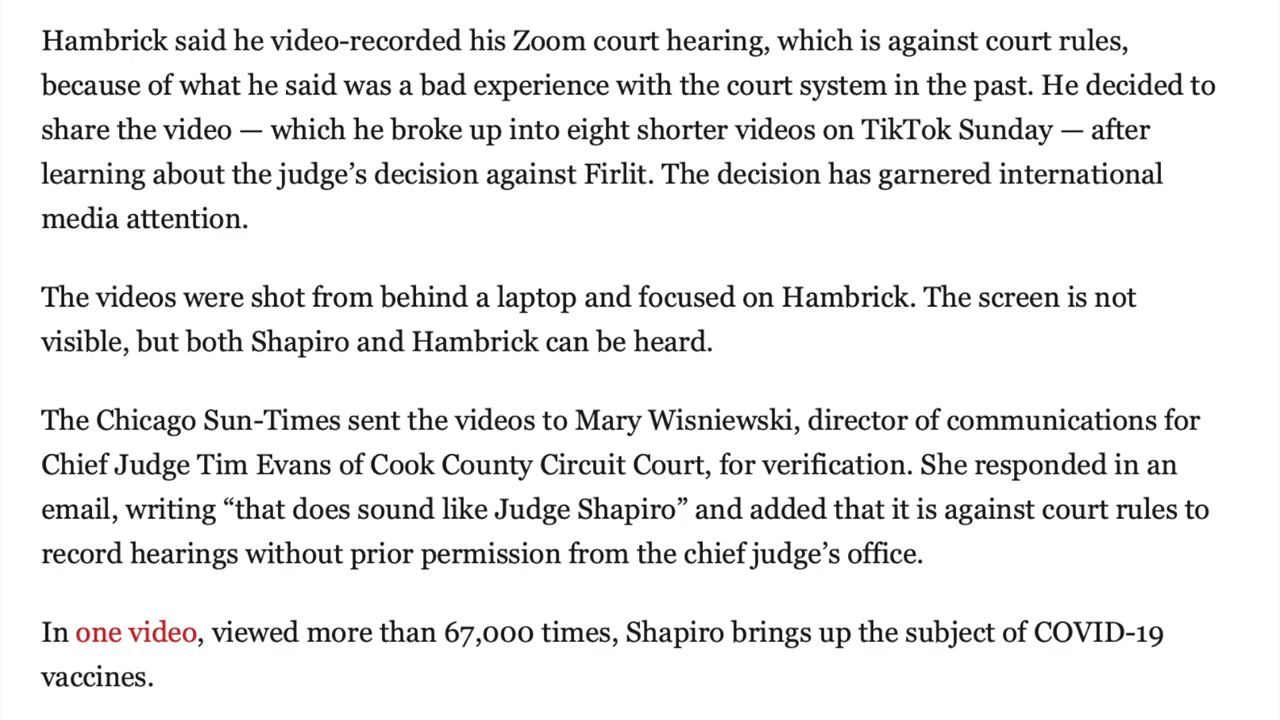 Hambrick said he video-recorded his Zoom court hearing, which is against court rules,
because of what he said was a bad experience with the court system in the past. He decided to
share the video — which he broke up into eight shorter videos on TikTok Sunday — after
learning about the judge’s decision against Firlit. The decision has garnered international
media attention.
The videos were shot from behind a laptop and focused on Hambrick. The screen is not
visible, but both Shapiro and Hambrick can be heard.
The Chicago Sun-Times sent the videos to Mary Wisniewski, director of communications for
Chief Judge Tim Evans of Cook County Circuit Court, for verification. She responded in an
email, writing “that does sound like Judge Shapiro” and added that it is against court rules to
record hearings without prior permission from the chief judge’s office.
In one video, viewed more than 67,000 times, Shapiro brings up the subject of COVID-19
vaccines.